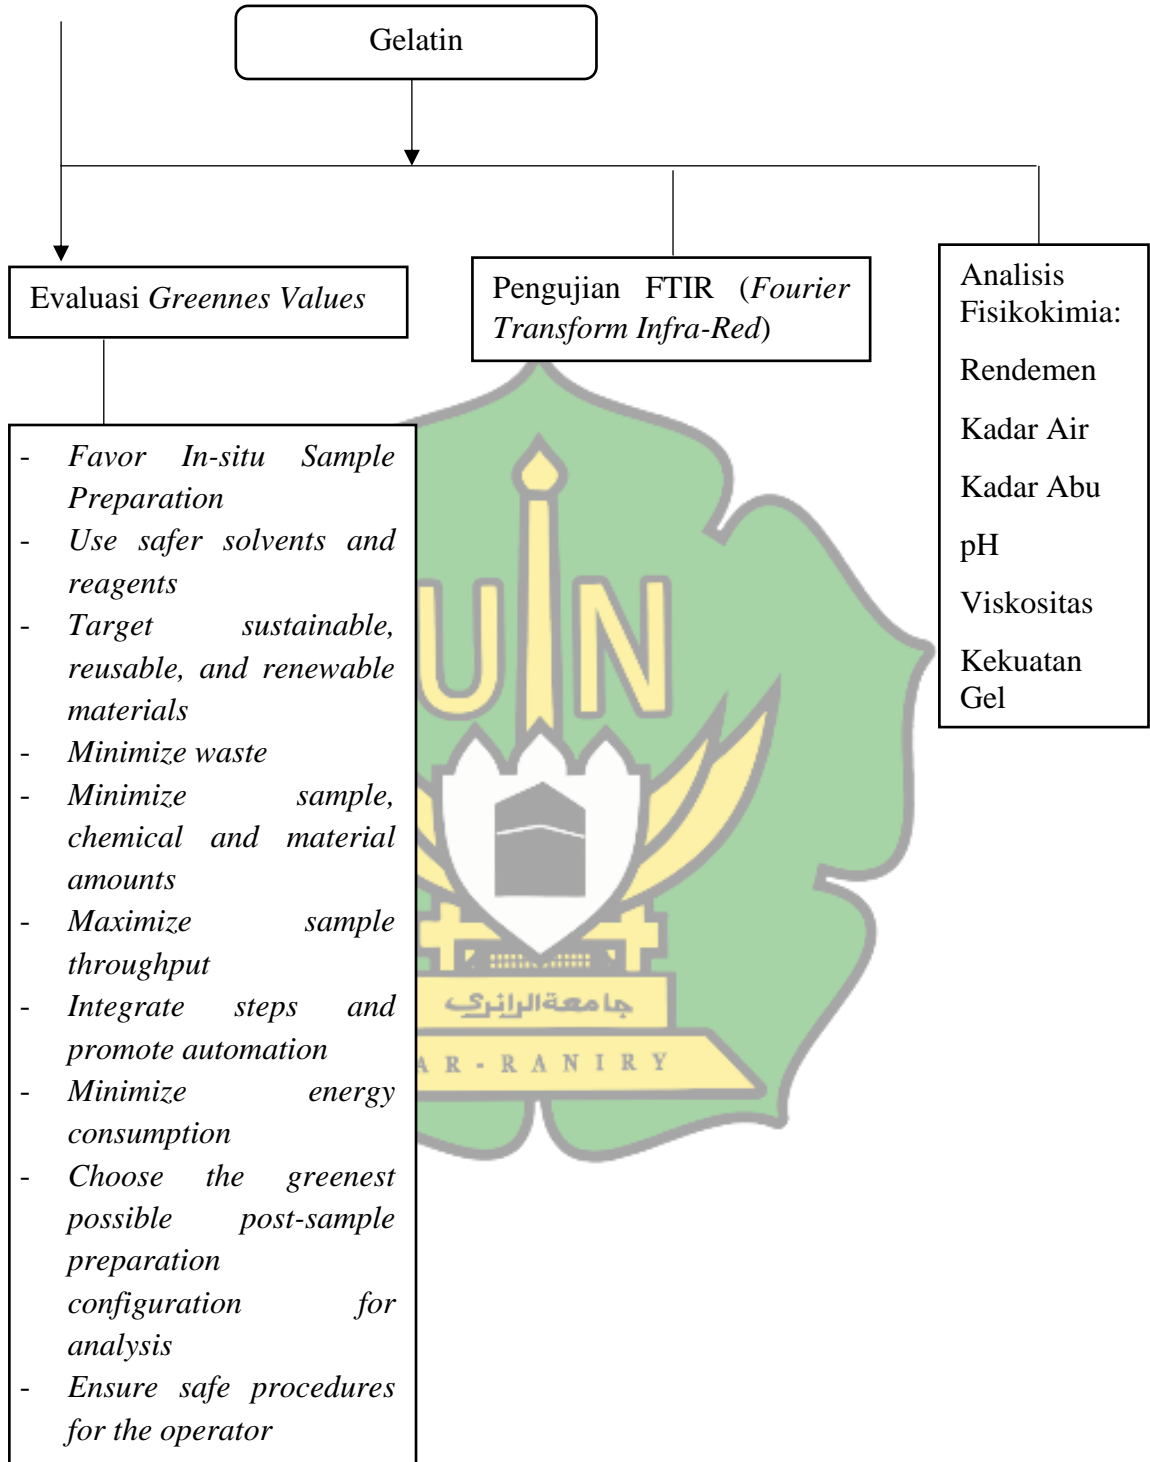 Gelatin
Evaluasi Greennes Values
Pengujian FTIR (Fourier
Transform Infra-Red)
Analisis
Fisikokimia:
Rendemen
Kadar Air
Kadar Abu
pH
Viskositas
Kekuatan
Gel
- Favor In-situ Sample
Preparation
- Use safer solvents and
reagents
- Target sustainable,
reusable, and renewable
materials
- Minimize waste
- Minimize sample,
chemical and material
amounts
- Maximize sample
throughput
- Integrate steps and
promote automation
- Minimize energy
consumption
- Choose the greenest
possible post-sample
preparation
configuration for
analysis
- Ensure safe procedures
for the operator
UIN
جامعة الرانري
AR-RANIRY